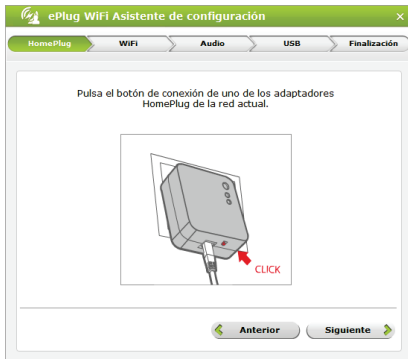 ePlug WiFi Asistente de configuración
HomePlug WiFi Audio USB Finalización
Pulsa el botón de conexión de uno de los adaptadores
HomePlug de la red actual.
CLICK
Anterior Siguiente